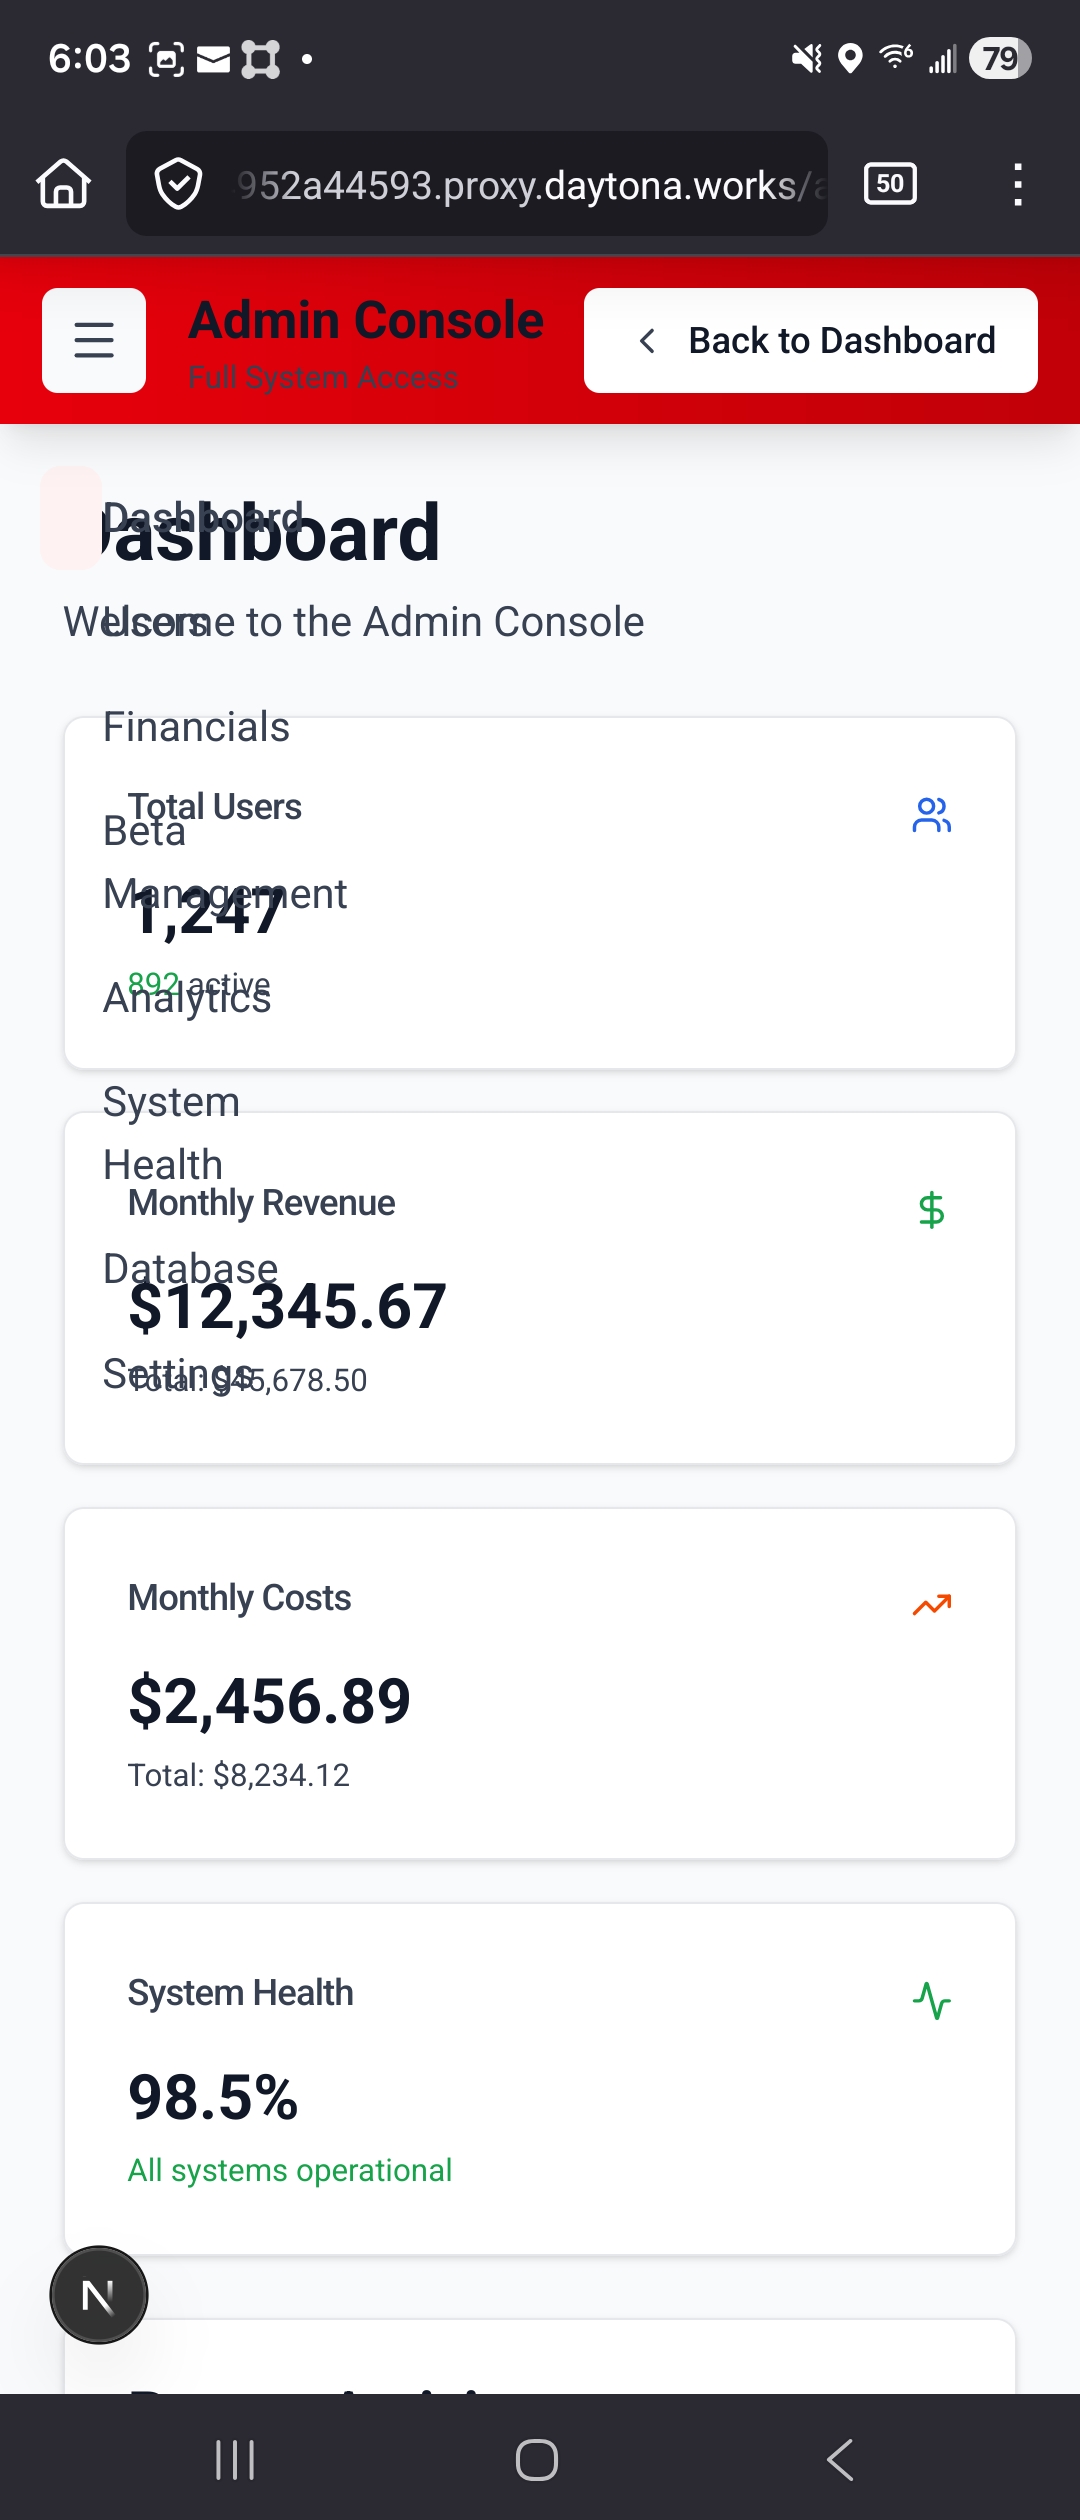 6:03
79
952a44593.proxy.daytona.works/a
50
Admin Console
Full System Access
Back to Dashboard
Dashboard
Dashboard
Users
Welcome to the Admin Console
Financials
Total Users
Beta
Management
1,247
892 active
Analytics
System
Health
Monthly Revenue
Database
$12,345.67
Settings
Total: $45,678.50
Monthly Costs
$2,456.89
Total: $8,234.12
System Health
98.5%
All systems operational
N